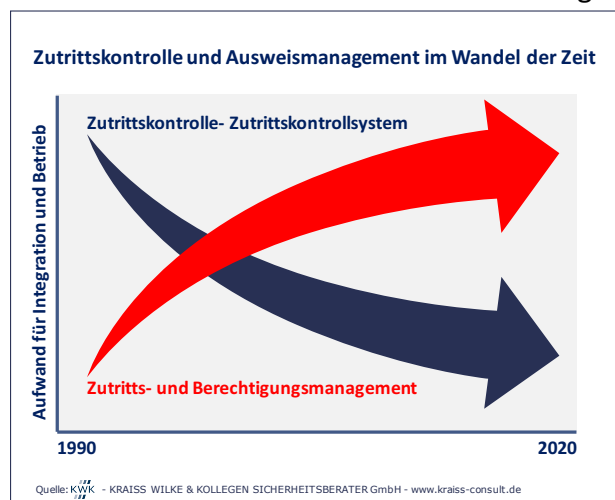 Zutrittskontrolle und Ausweismanagement im Wandel der Zeit
Zutrittskontrolle- Zutrittskontrollsystem
Aufwand für Integration und Betrieb
Zutritts- und Berechtigungsmanagement
1990 2020
Quelle: KWK - KRAISS WILKE & KOLLEGEN SICHERHEITSBERATER GmbH - www.kraiss-consult.de